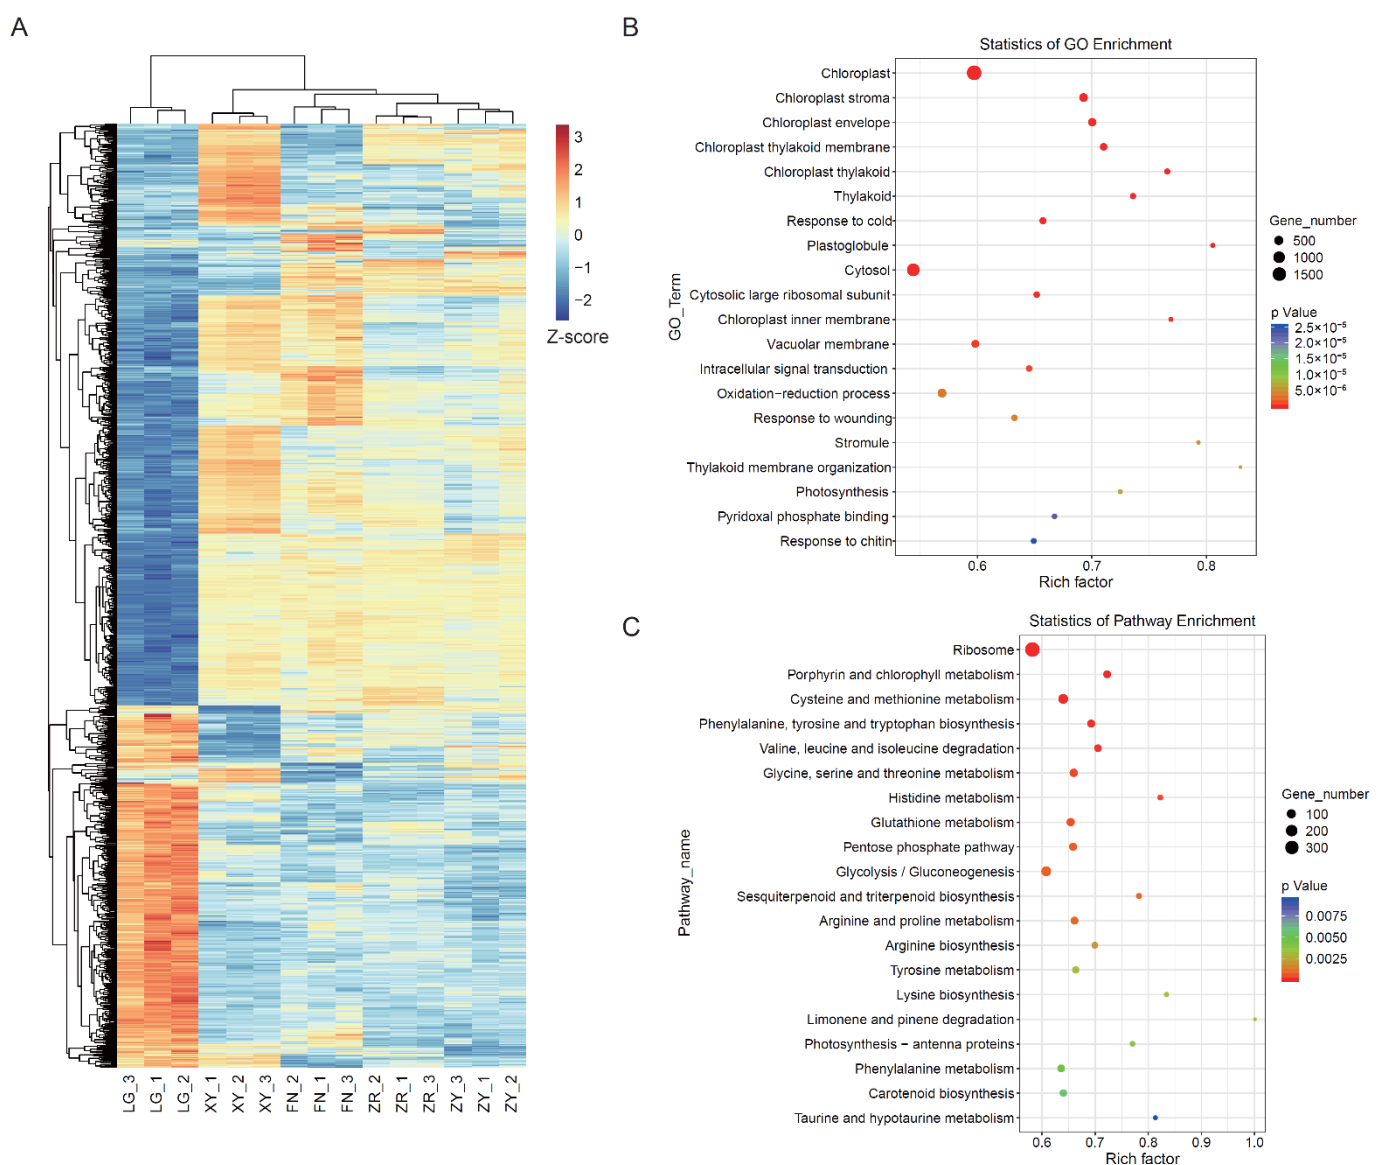 A
3
2
1
0
−1
−2
Z-score
LG_3
LG_1
LG_2
XY_1
XY_2
XY_3
FN_2
FN_1
FN_3
ZR_2
ZR_1
ZR_3
ZY_3
ZY_1
ZY_2
B
Statistics of GO Enrichment
GO_Term
Chloroplast
Chloroplast stroma
Chloroplast envelope
Chloroplast thylakoid membrane
Chloroplast thylakoid
Thylakoid
Response to cold
Plastoglobule
Cytosol
Cytosolic large ribosomal subunit
Chloroplast inner membrane
Vacuolar membrane
Intracellular signal transduction
Oxidation−reduction process
Response to wounding
Stromule
Thylakoid membrane organization
Photosynthesis
Pyridoxal phosphate binding
Response to chitin
0.6 0.7 0.8
Rich factor
Gene_number
500
1000
1500
p Value
2.5×10⁻⁵
2.0×10⁻⁵
1.0×10⁻⁵
5.0×10⁻⁶
C
Statistics of Pathway Enrichment
Pathway_name
Ribosome
Porphyrin and chlorophyll metabolism
Cysteine and methionine metabolism
Phenylalanine, tyrosine and tryptophan biosynthesis
Valine, leucine and isoleucine degradation
Glycine, serine and threonine metabolism
Histidine metabolism
Glutathione metabolism
Pentose phosphate pathway
Glycolysis / Gluconeogenesis
Sesquiterpenoid and triterpenoid biosynthesis
Arginine and proline metabolism
Arginine biosynthesis
Tyrosine metabolism
Lysine biosynthesis
Limonene and pinene degradation
Photosynthesis − antenna proteins
Phenylalanine metabolism
Carotenoid biosynthesis
Taurine and hypotaurine metabolism
0.6 0.7 0.8 0.9 1.0
Rich factor
Gene_number
100
200
300
p Value
0.0075
0.0050
0.0025